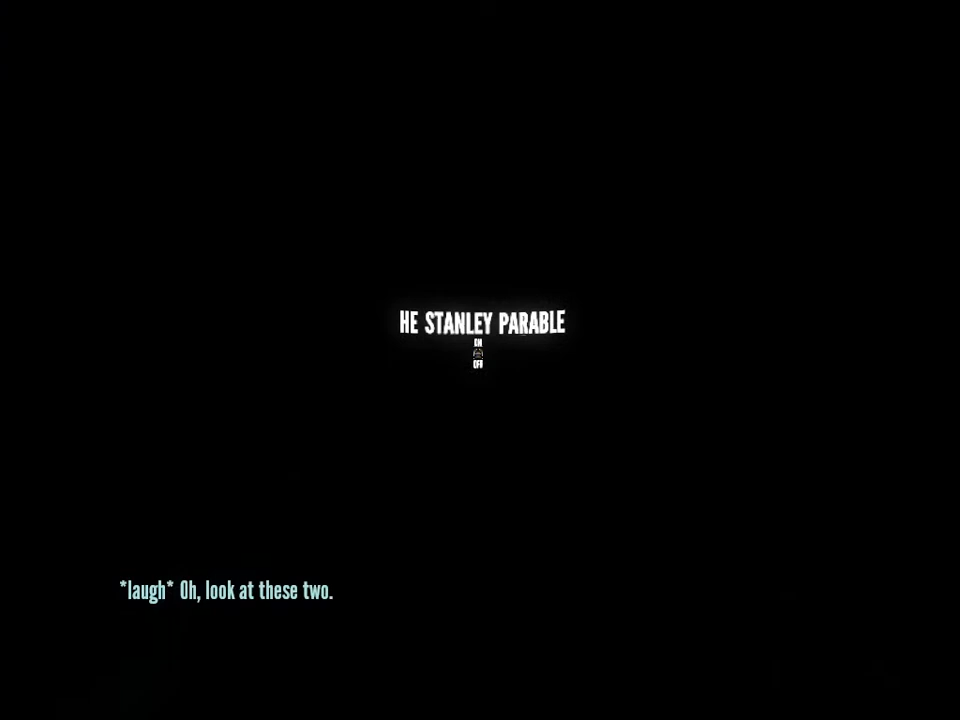 HE STANLEY PARABLE
ON
OFF
*laugh* Oh, look at these two.